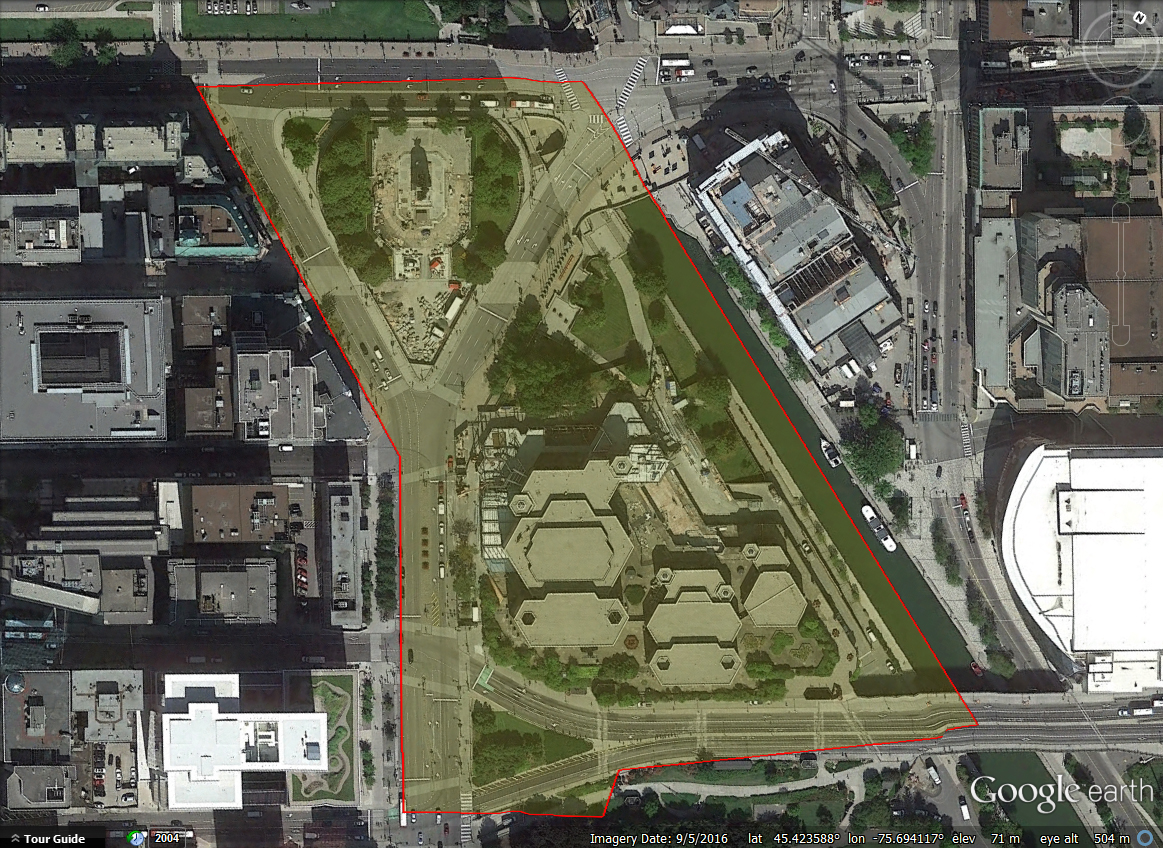 N
Google earth
Tour Guide
2004
Imagery Date: 9/5/2016 lat 45.423588° lon -75.694117° elev 71 m eye alt 504 m